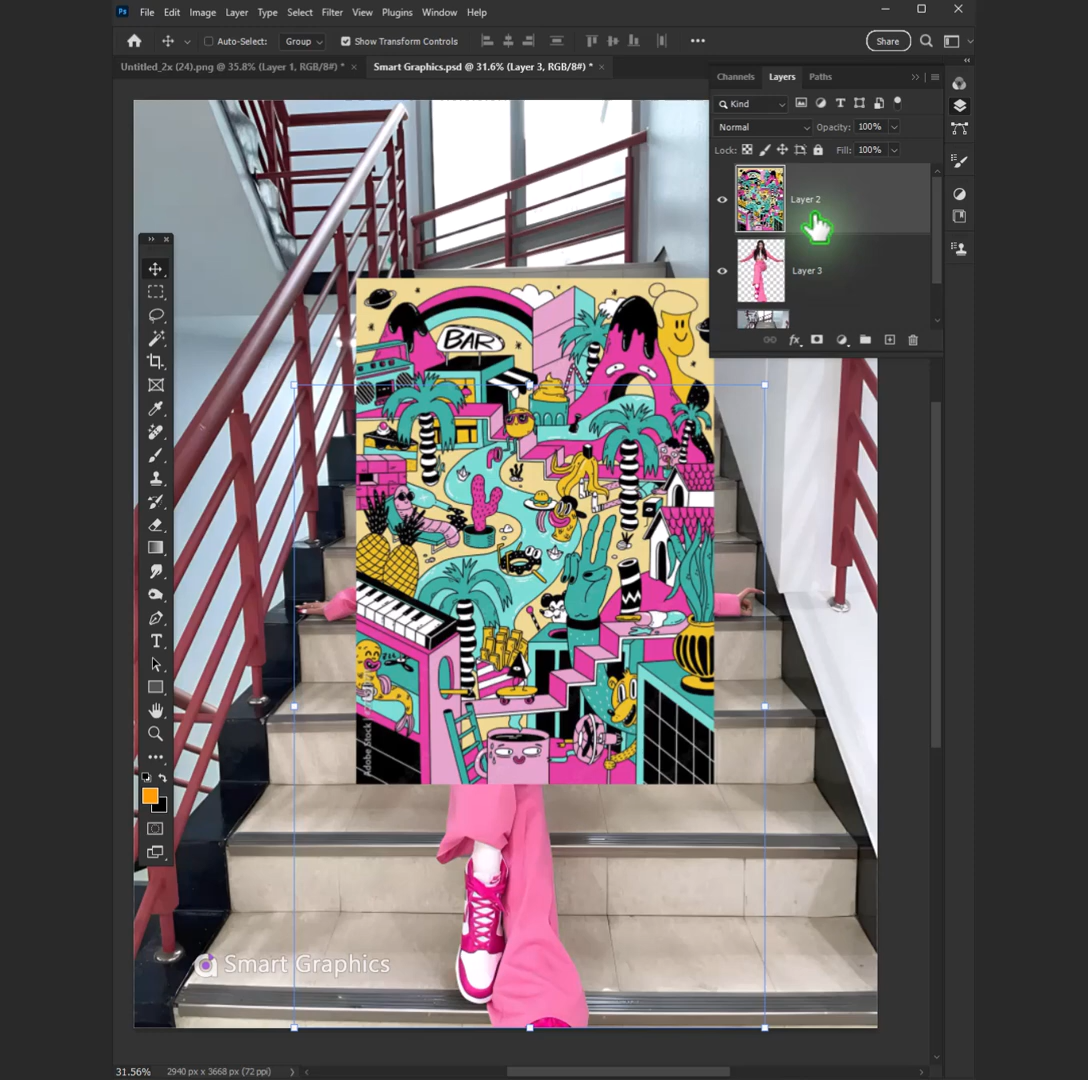 Ps File Edit Image Layer Type Select Filter View Plugins Window Help
Auto-Select: Group Show Transform Controls Share
Untitled_2x (24).png @ 35.8% (Layer 1, RGB/8#) * × Smart Graphics.psd @ 31.6% (Layer 3, RGB/8#) * ×
Channels Layers Paths
Kind
Normal Opacity: 100%
Lock: Fill: 100%
Layer 2
Layer 3
BAR
Adobe Stock
Smart Graphics
31.56% 2940 px x 3668 px (72 ppi)